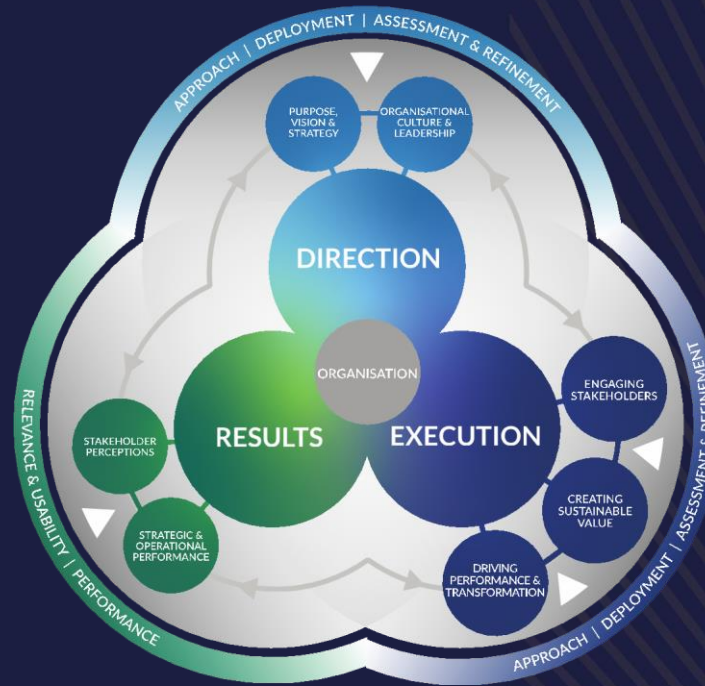 APPROACH | DEPLOYMENT | ASSESSMENT & REFINEMENT
PURPOSE,
VISION &
STRATEGY
ORGANISATIONAL
CULTURE &
LEADERSHIP
DIRECTION
ORGANISATION
RESULTS
EXECUTION
ENGAGING
STAKEHOLDERS
CREATING
SUSTAINABLE
VALUE
DRIVING
PERFORMANCE &
TRANSFORMATION
STAKEHOLDER
PERCEPTIONS
STRATEGIC &
OPERATIONAL
PERFORMANCE
RELEVANCE & USABILITY | PERFORMANCE
APPROACH | DEPLOYMENT | ASSESSMENT & REFINEMENT